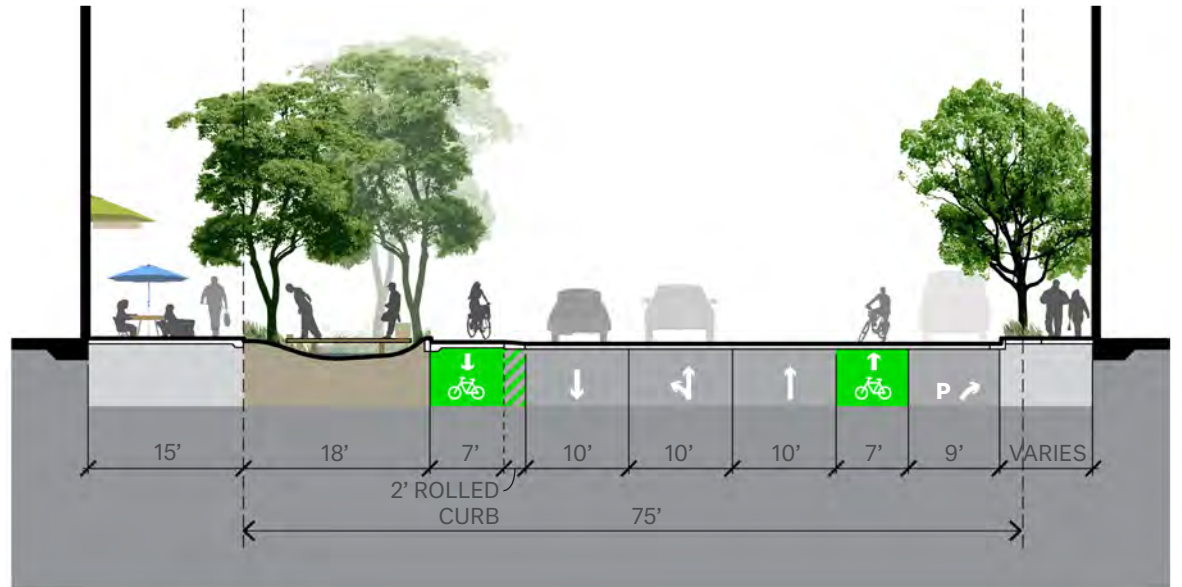 P
15’
18’
7’
10’
10’
10’
7’
9’
VARIES
2’ ROLLED
CURB
75’